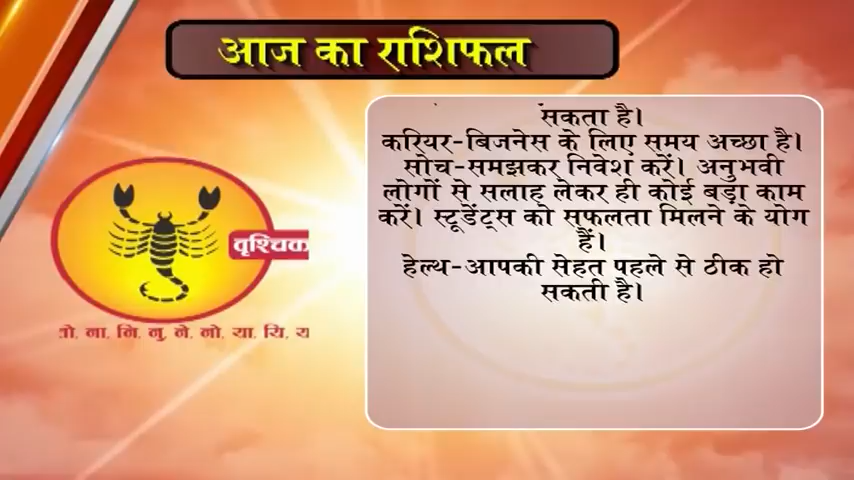 आज का राशिफल
सकता है।
करियर-बिजनेस के लिए समय अच्छा है।
सोच-समझकर निवेश करें। अनुभवी
लोगों से सलाह लेकर ही कोई बड़ा काम
करें। स्टूडेंट्स को सफलता मिलने के योग
हैं।
हेल्थ-आपकी सेहत पहले से ठीक हो
सकती है।
वृश्चिक
ना, नि, नु, ने, नो, या, यि,